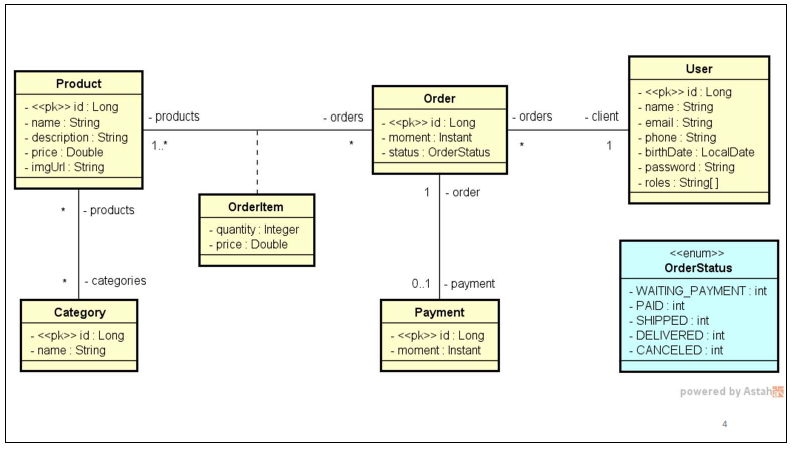 Product
- <<pk>> id : Long
- name : String
- description : String
- price : Double
- imgUrl : String
- products
1..*
- orders
*
Order
- <<pk>> id : Long
- moment : Instant
- status : OrderStatus
- orders
*
- client
1
User
- <<pk>> id : Long
- name : String
- email : String
- phone : String
- birthDate : LocalDate
- password : String
- roles : String[ ]
OrderItem
- quantity : Integer
- price : Double
* - products
* - categories
1 - order
0..1 - payment
Category
- <<pk>> id : Long
- name : String
Payment
- <<pk>> id : Long
- moment : Instant
<<enum>>
OrderStatus
- WAITING_PAYMENT : int
- PAID : int
- SHIPPED : int
- DELIVERED : int
- CANCELED : int
powered by Astah
4